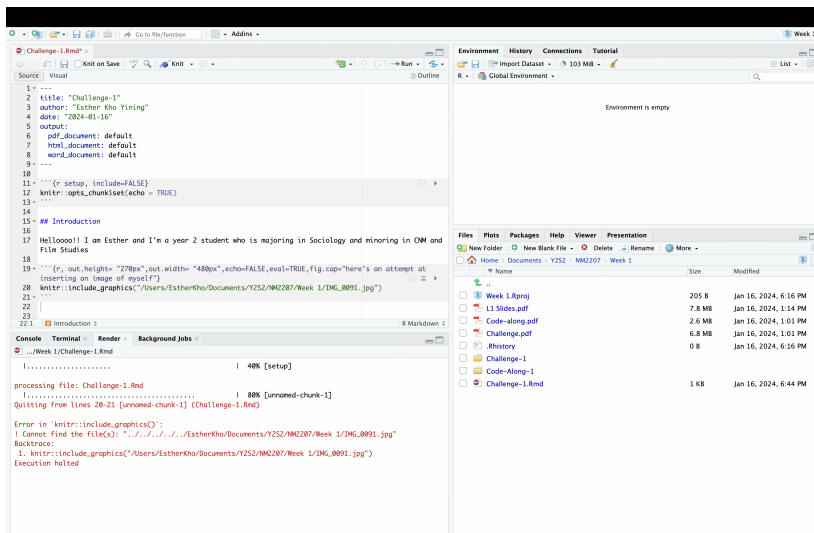 Go to file/function
Addins
Week 1
Challenge-1.Rmd*
Knit on Save
Knit
Run
Source
Visual
Outline
1 ---
2 title: "Challenge-1"
3 author: "Esther Kho Yining"
4 date: "2024-01-16"
5 output:
6 pdf_document: default
7 html_document: default
8 word_document: default
9 ---
10
11 ```{r setup, include=FALSE}
12 knitr::opts_chunk$set(echo = TRUE)
13 ```
14
15 ## Introduction
16
17 Helloooo!! I am Esther and I'm a year 2 student who is majoring in Sociology and minoring in CNM and
Film Studies
18
19 ```{r, out.height= "270px",out.width= "480px",echo=FALSE,eval=TRUE,fig.cap="here's an attempt at
inserting an image of myself"}
20 knitr::include_graphics("/Users/EstherKho/Documents/Y2S2/NM2207/Week 1/IMG_0091.jpg")
21 ```
22
23
22:1 Introduction R Markdown
Console Terminal Render Background Jobs
.../Week 1/Challenge-1.Rmd
|..................... | 40% [setup]
processing file: Challenge-1.Rmd
|.......................................... | 80% [unnamed-chunk-1]
Quitting from lines 20-21 [unnamed-chunk-1] (Challenge-1.Rmd)
Error in `knitr::include_graphics()`:
! Cannot find the file(s): "../../../../../EstherKho/Documents/Y2S2/NM2207/Week 1/IMG_0091.jpg"
Backtrace:
1. knitr::include_graphics("/Users/EstherKho/Documents/Y2S2/NM2207/Week 1/IMG_0091.jpg")
Execution halted
Environment History Connections Tutorial
Import Dataset 103 MiB List
R Global Environment
Environment is empty
Files Plots Packages Help Viewer Presentation
New Folder New Blank File Delete Rename More
Home Documents Y2S2 NM2207 Week 1
Name Size Modified
..
Week 1.Rproj 205 B Jan 16, 2024, 6:16 PM
L1 Slides.pdf 7.8 MB Jan 16, 2024, 1:14 PM
Code-along.pdf 2.6 MB Jan 16, 2024, 1:01 PM
Challenge.pdf 6.8 MB Jan 16, 2024, 1:01 PM
.Rhistory 0 B Jan 16, 2024, 6:16 PM
Challenge-1
Code-Along-1
Challenge-1.Rmd 1 KB Jan 16, 2024, 6:44 PM